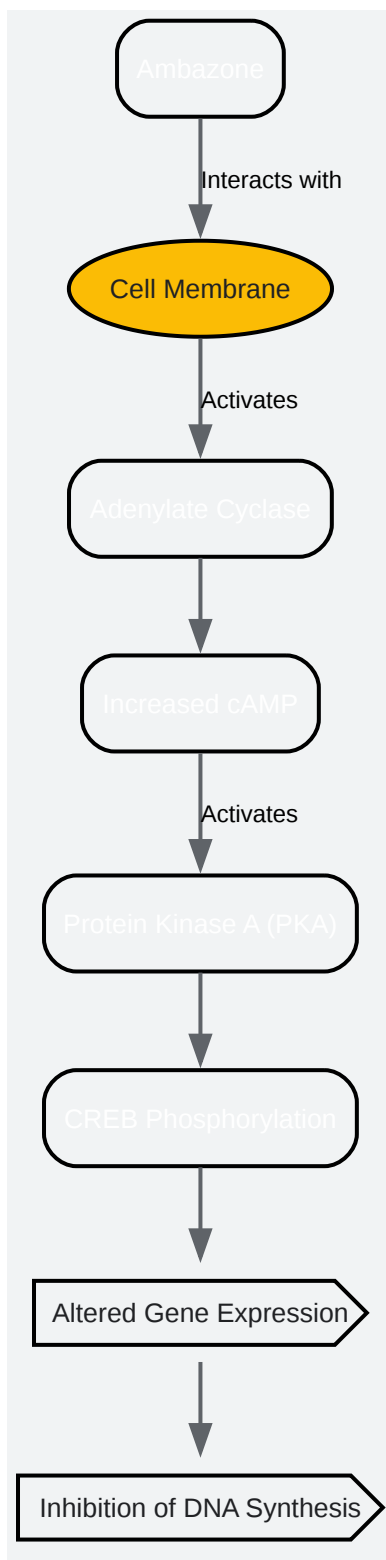 Ambazone
Interacts with
Cell Membrane
Activates
Adenylate Cyclase
Increased cAMP
Activates
Protein Kinase A (PKA)
CREB Phosphorylation
Altered Gene Expression
Inhibition of DNA Synthesis